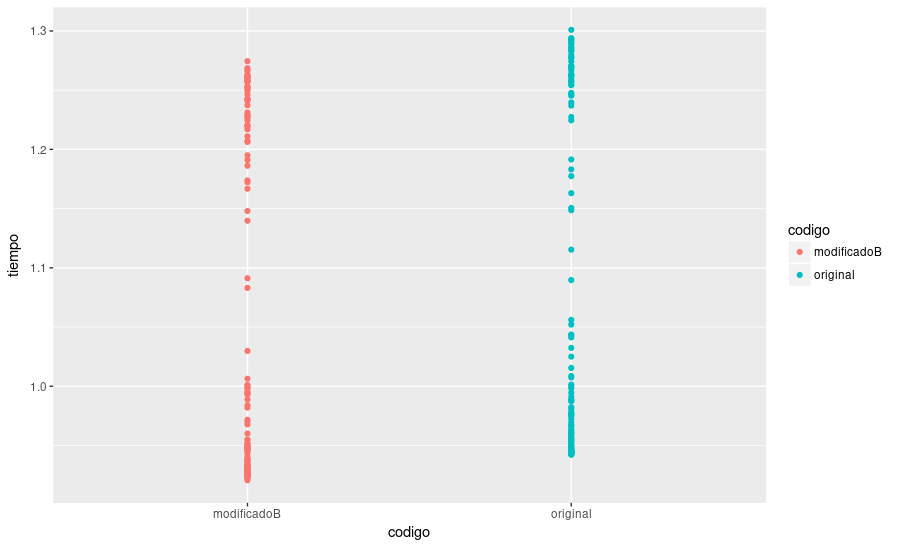 1.3
1.2
1.1
1.0
tiempo
modificadoB
original
codigo
codigo
modificadoB
original